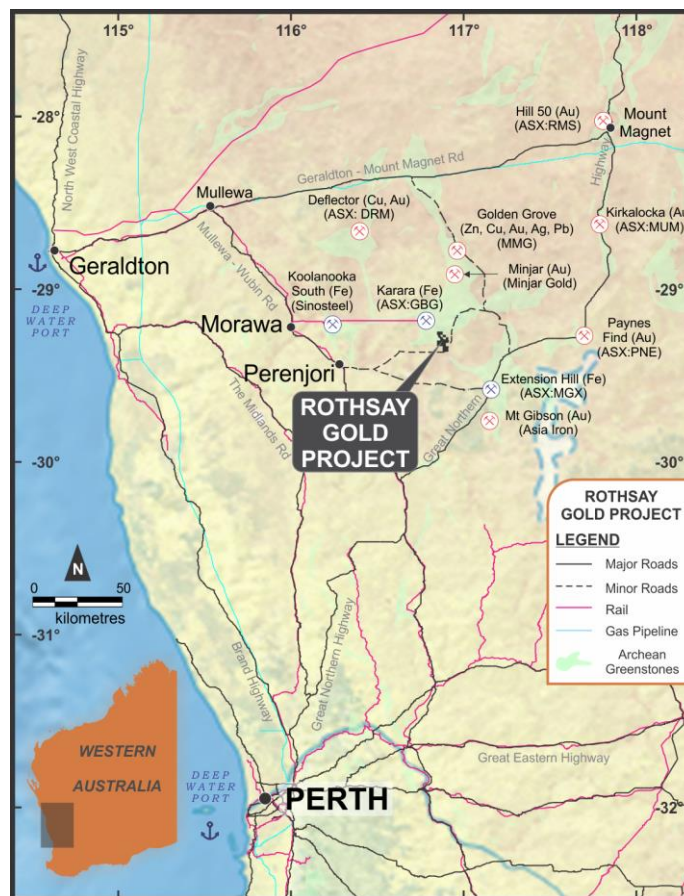 115°
116°
117°
118°
-28°
-29°
-30°
-31°
-32°
-29°
-30°
-31°
-32°
North West Coastal Highway
Hill 50 (Au)
(ASX:RMS)
Mount
Magnet
Geraldton - Mount Magnet Rd
Highway
Mullewa
Deflector (Cu, Au)
(ASX: DRM)
Golden Grove
(Zn, Cu, Au, Ag, Pb)
(MMG)
Kirkalocka (Au)
(ASX:MUM)
Geraldton
DEEP
WATER
PORT
Mullewa - Wubin Rd
Koolanooka
South (Fe)
(Sinosteel)
Karara (Fe)
(ASX:GBG)
Minjar (Au)
(Minjar Gold)
Morawa
Perenjori
Paynes
Find (Au)
(ASX:PNE)
The Midlands Rd
ROTHSAY
GOLD
PROJECT
Great Northern
Extension Hill (Fe)
(ASX:MGX)
Mt Gibson (Au)
(Asia Iron)
ROTHSAY
GOLD PROJECT
LEGEND
Major Roads
Minor Roads
Rail
Gas Pipeline
Archean
Greenstones
N
0 50
kilometres
Brand Highway
Great Northern Highway
Great Eastern Highway
WESTERN
AUSTRALIA
DEEP
WATER
PORT
PERTH
115°
116°
117°
118°